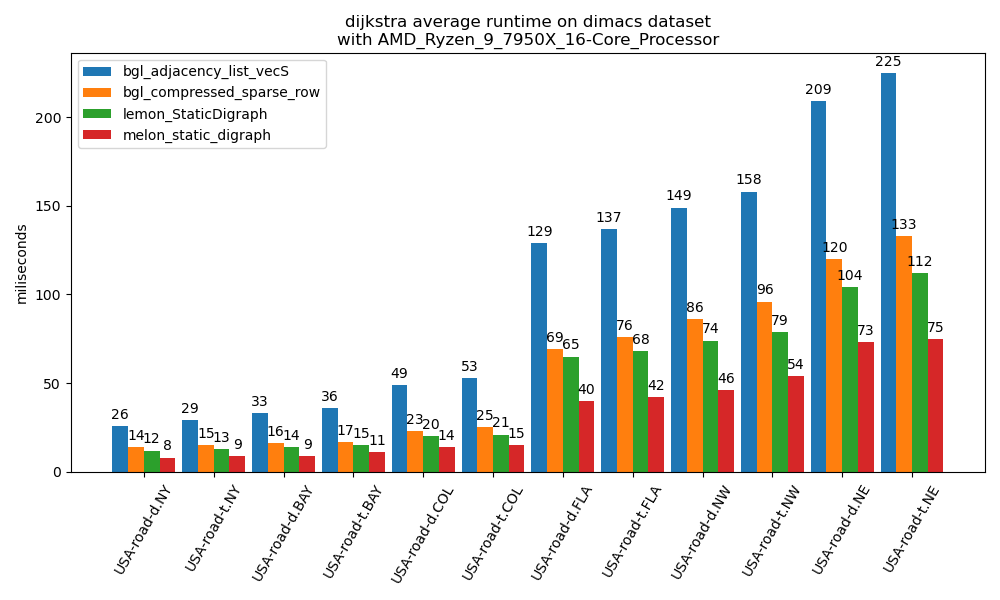 dijkstra average runtime on dimacs dataset
with AMD_Ryzen_9_7950X_16-Core_Processor
bgl_adjacency_list_vecS
bgl_compressed_sparse_row
lemon_StaticDigraph
melon_static_digraph
miliseconds
200
150
100
50
0
26 14 12 8
29 15 13 9
33 16 14 9
36 17 15 11
49 23 20 14
53 25 21 15
129 69 65 40
137 76 68 42
149 86 74 46
158 96 79 54
209 120 104 73
225 133 112 75
USA-road-d.NY
USA-road-t.NY
USA-road-d.BAY
USA-road-t.BAY
USA-road-d.COL
USA-road-t.COL
USA-road-d.FLA
USA-road-t.FLA
USA-road-d.NW
USA-road-t.NW
USA-road-d.NE
USA-road-t.NE